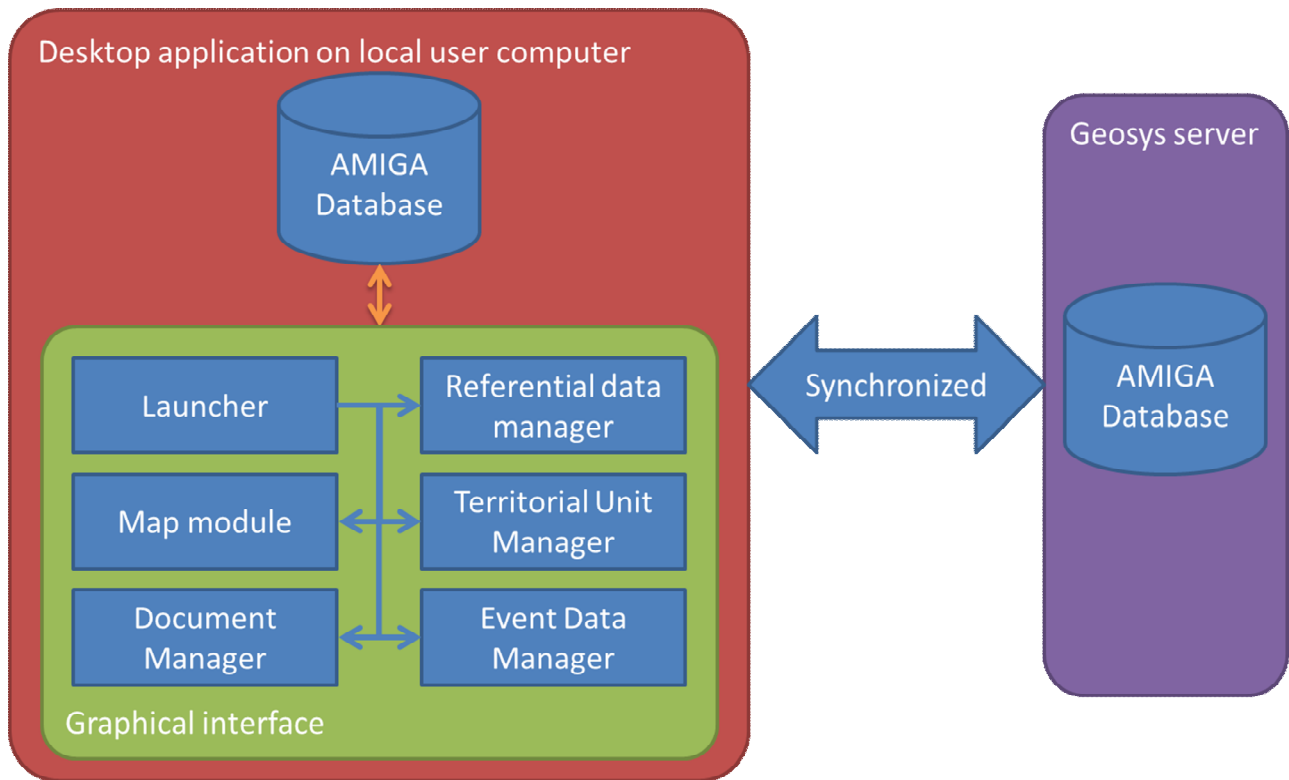 Desktop application on local user computer
AMIGA
Database
Launcher
Referential data
manager
Map module
Territorial Unit
Manager
Document
Manager
Event Data
Manager
Graphical interface
Synchronized
Geosys server
AMIGA
Database